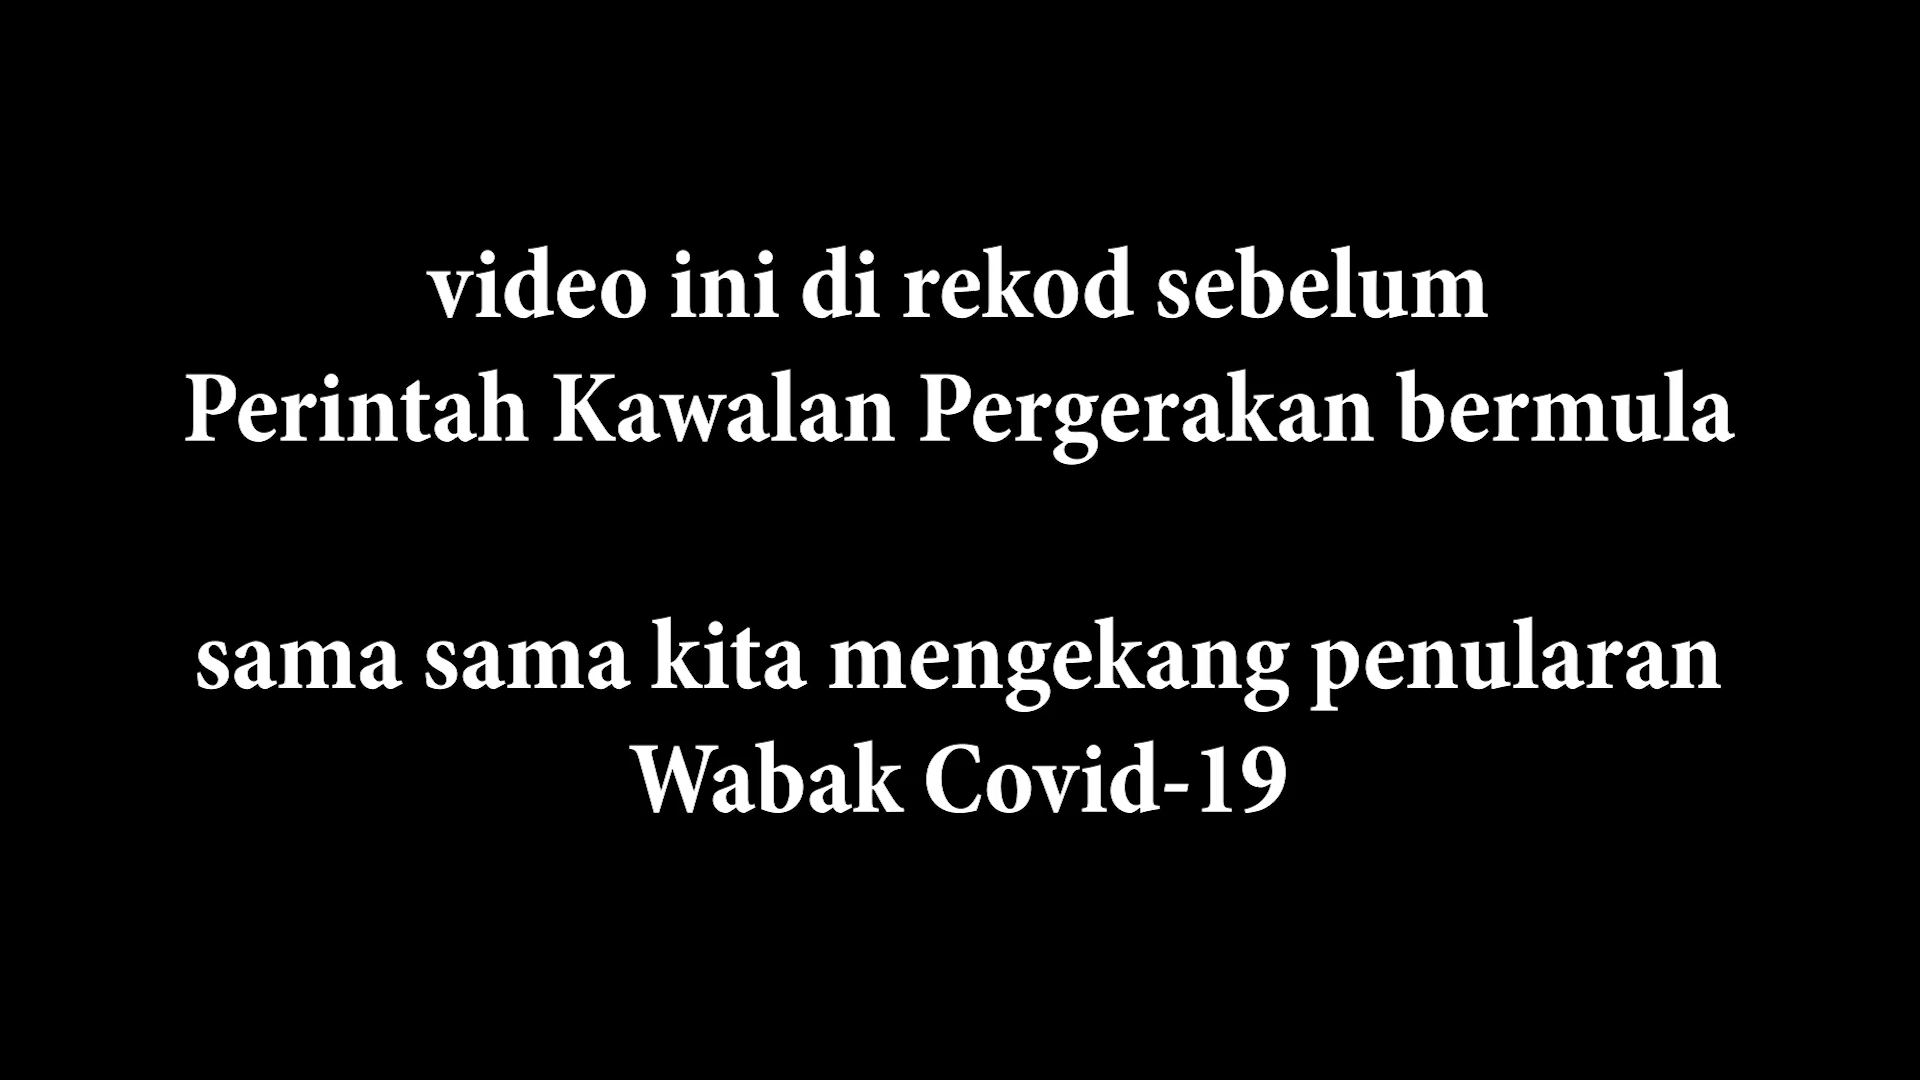 video ini di rekod sebelum
Perintah Kawalan Pergerakan bermula
sama sama kita mengekang penularan
Wabak Covid-19